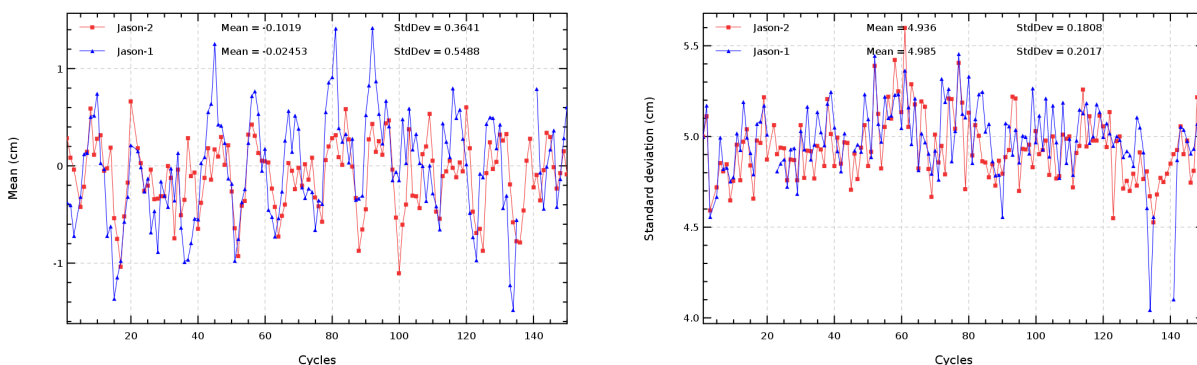 Jason-2 Mean = -0.1019 StdDev = 0.3641
Jason-1 Mean = -0.02453 StdDev = 0.5488
Mean (cm)
1
0
-1
20 40 60 80 100 120 140
Cycles
Jason-2 Mean = 4.936 StdDev = 0.1808
Jason-1 Mean = 4.985 StdDev = 0.2017
Standard deviation (cm)
5.5
5.0
4.5
4.0
20 40 60 80 100 120 140
Cycles